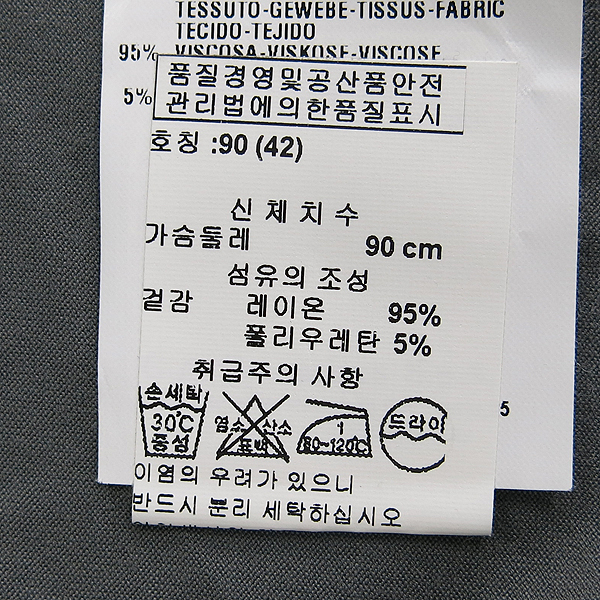 TESSUTO-GEWEBE-TISSUS-FABRIC
TECIDO-TEJIDO
95% VISCOSA-VISKOSE-VISCOSE
5%
품질경영및공산품안전
관리법에의한품질표시
호칭 :90 (42)
신 체 치 수
가슴둘레 90 cm
섬유의 조성
겉감 레이온 95%
폴리우레탄 5%
취급주의 사항
손세탁
30℃
중성
염소 산소
표백
1
80~120℃
드라이
5
이염의 우려가 있으니
반드시 분리 세탁하십시오